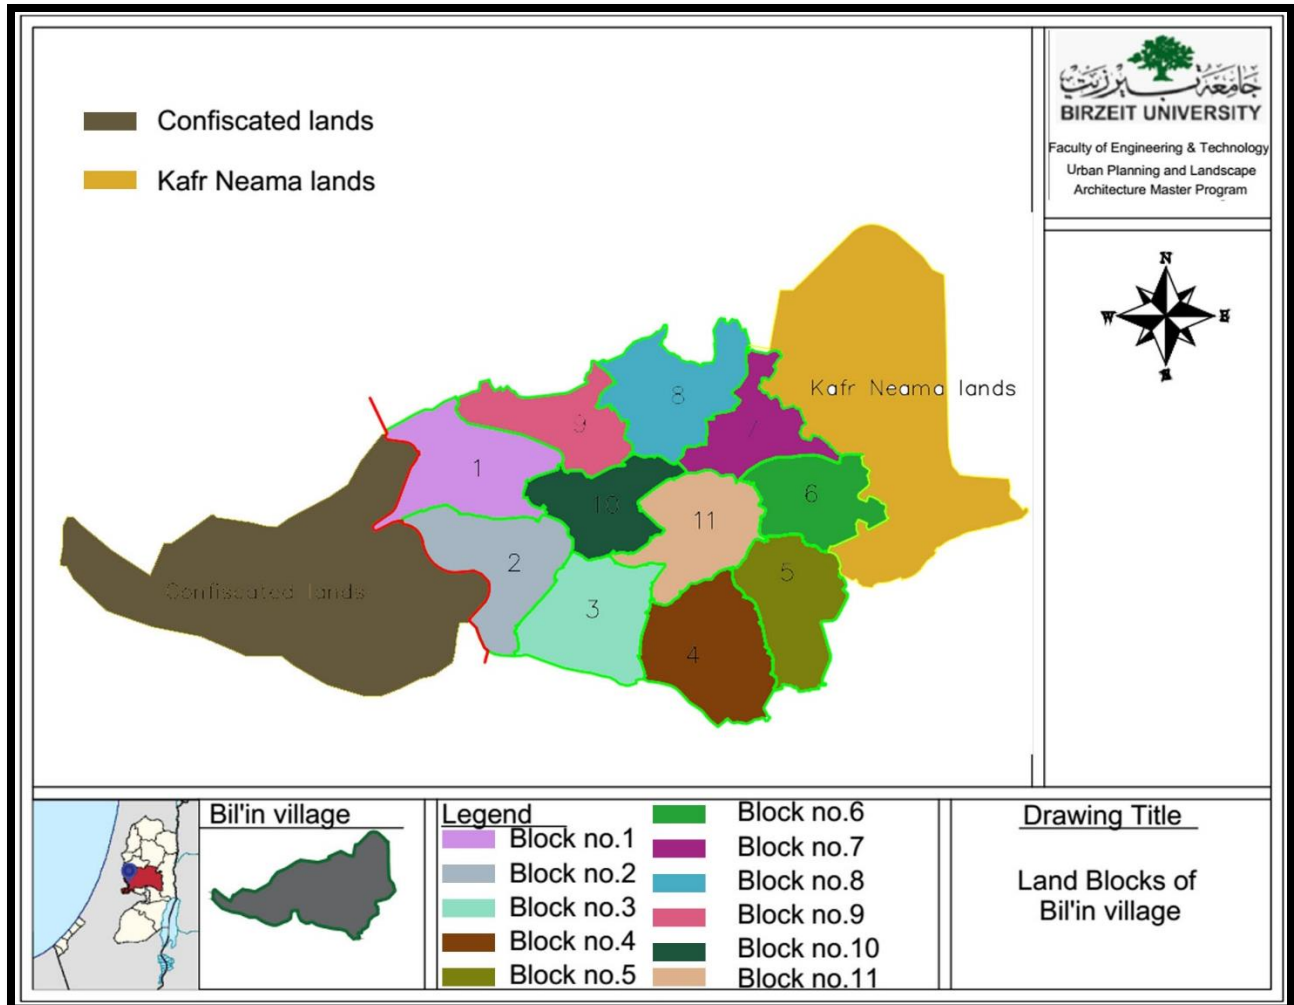 Confiscated lands
Kafr Neama lands
جامعة بيرزيت
BIRZEIT UNIVERSITY
Faculty of Engineering & Technology
Urban Planning and Landscape
Architecture Master Program
N
W
E
S
Kafr Neama lands
8
9
7
1
6
10
11
2
5
3
4
Confiscated lands
Bil'in village
Legend
Block no.1
Block no.2
Block no.3
Block no.4
Block no.5
Block no.6
Block no.7
Block no.8
Block no.9
Block no.10
Block no.11
Drawing Title
Land Blocks of
Bil'in village